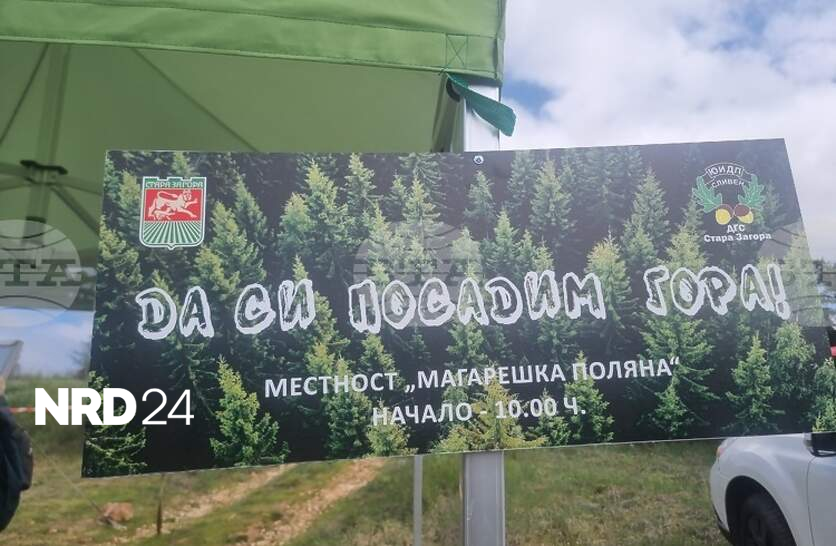 СТАРА ЗАГОРА
ЮИДП
СЛИВЕН
ДГС
Стара Загора
ДА СИ ПОСАДИМ ГОРА!
МЕСТНОСТ „МАГАРЕШКА ПОЛЯНА“
НАЧАЛО - 10.00 Ч.
NRD24